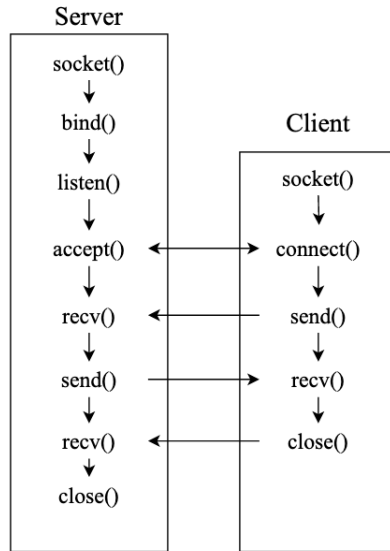 Server
socket()
bind()
listen()
accept()
recv()
send()
recv()
close()
Client
socket()
connect()
send()
recv()
close()